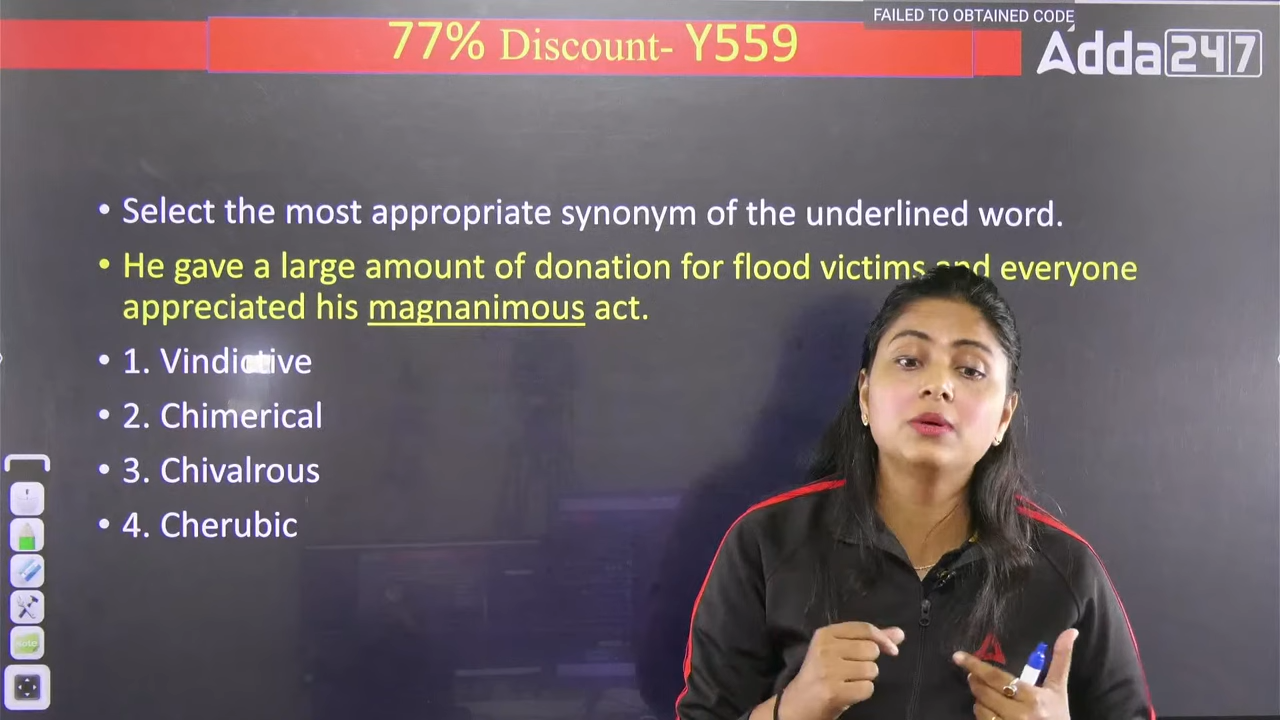 FAILED TO OBTAINED CODE
77% Discount- Y559
Adda247
• Select the most appropriate synonym of the underlined word.
• He gave a large amount of donation for flood victims and everyone
appreciated his magnanimous act.
• 1. Vindictive
• 2. Chimerical
• 3. Chivalrous
• 4. Cherubic